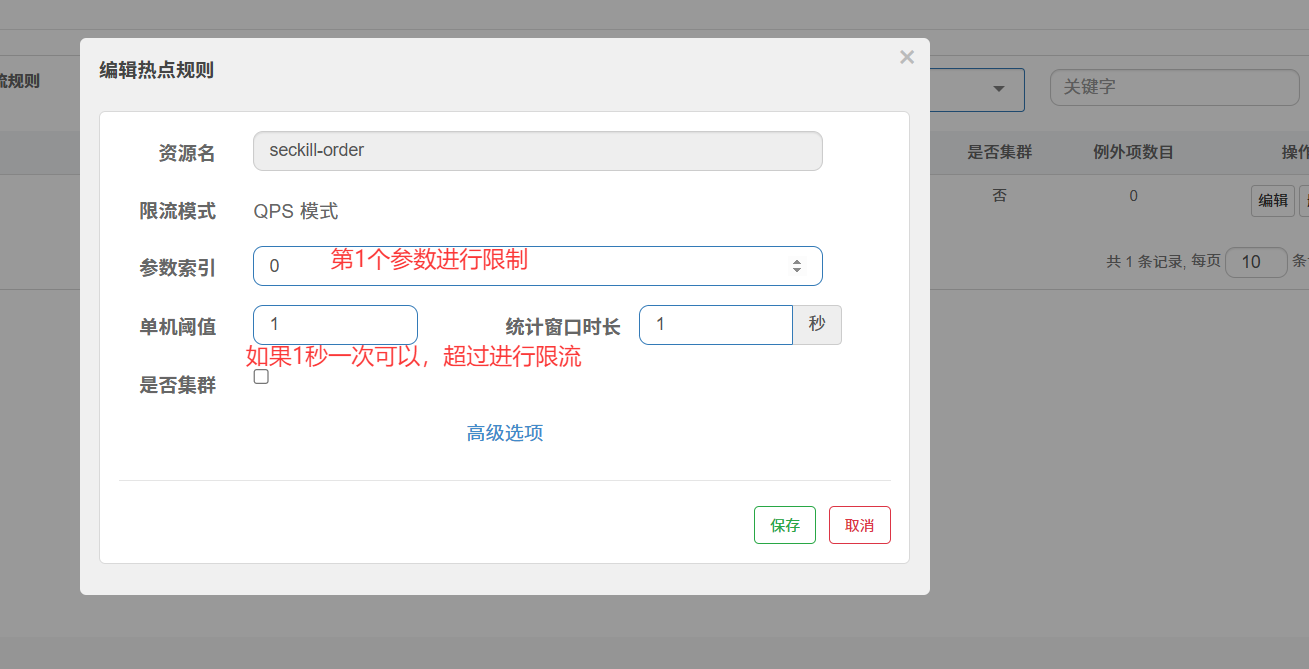 编辑热点规则
×
流规则
关键字
资源名
seckill-order
是否集群
例外项数目
操作
限流模式
QPS 模式
否
0
编辑
参数索引
0
第1个参数进行限制
共 1 条记录, 每页
10
条
单机阈值
1
统计窗口时长
1
秒
如果1秒一次可以，超过进行限流
是否集群
高级选项
保存
取消